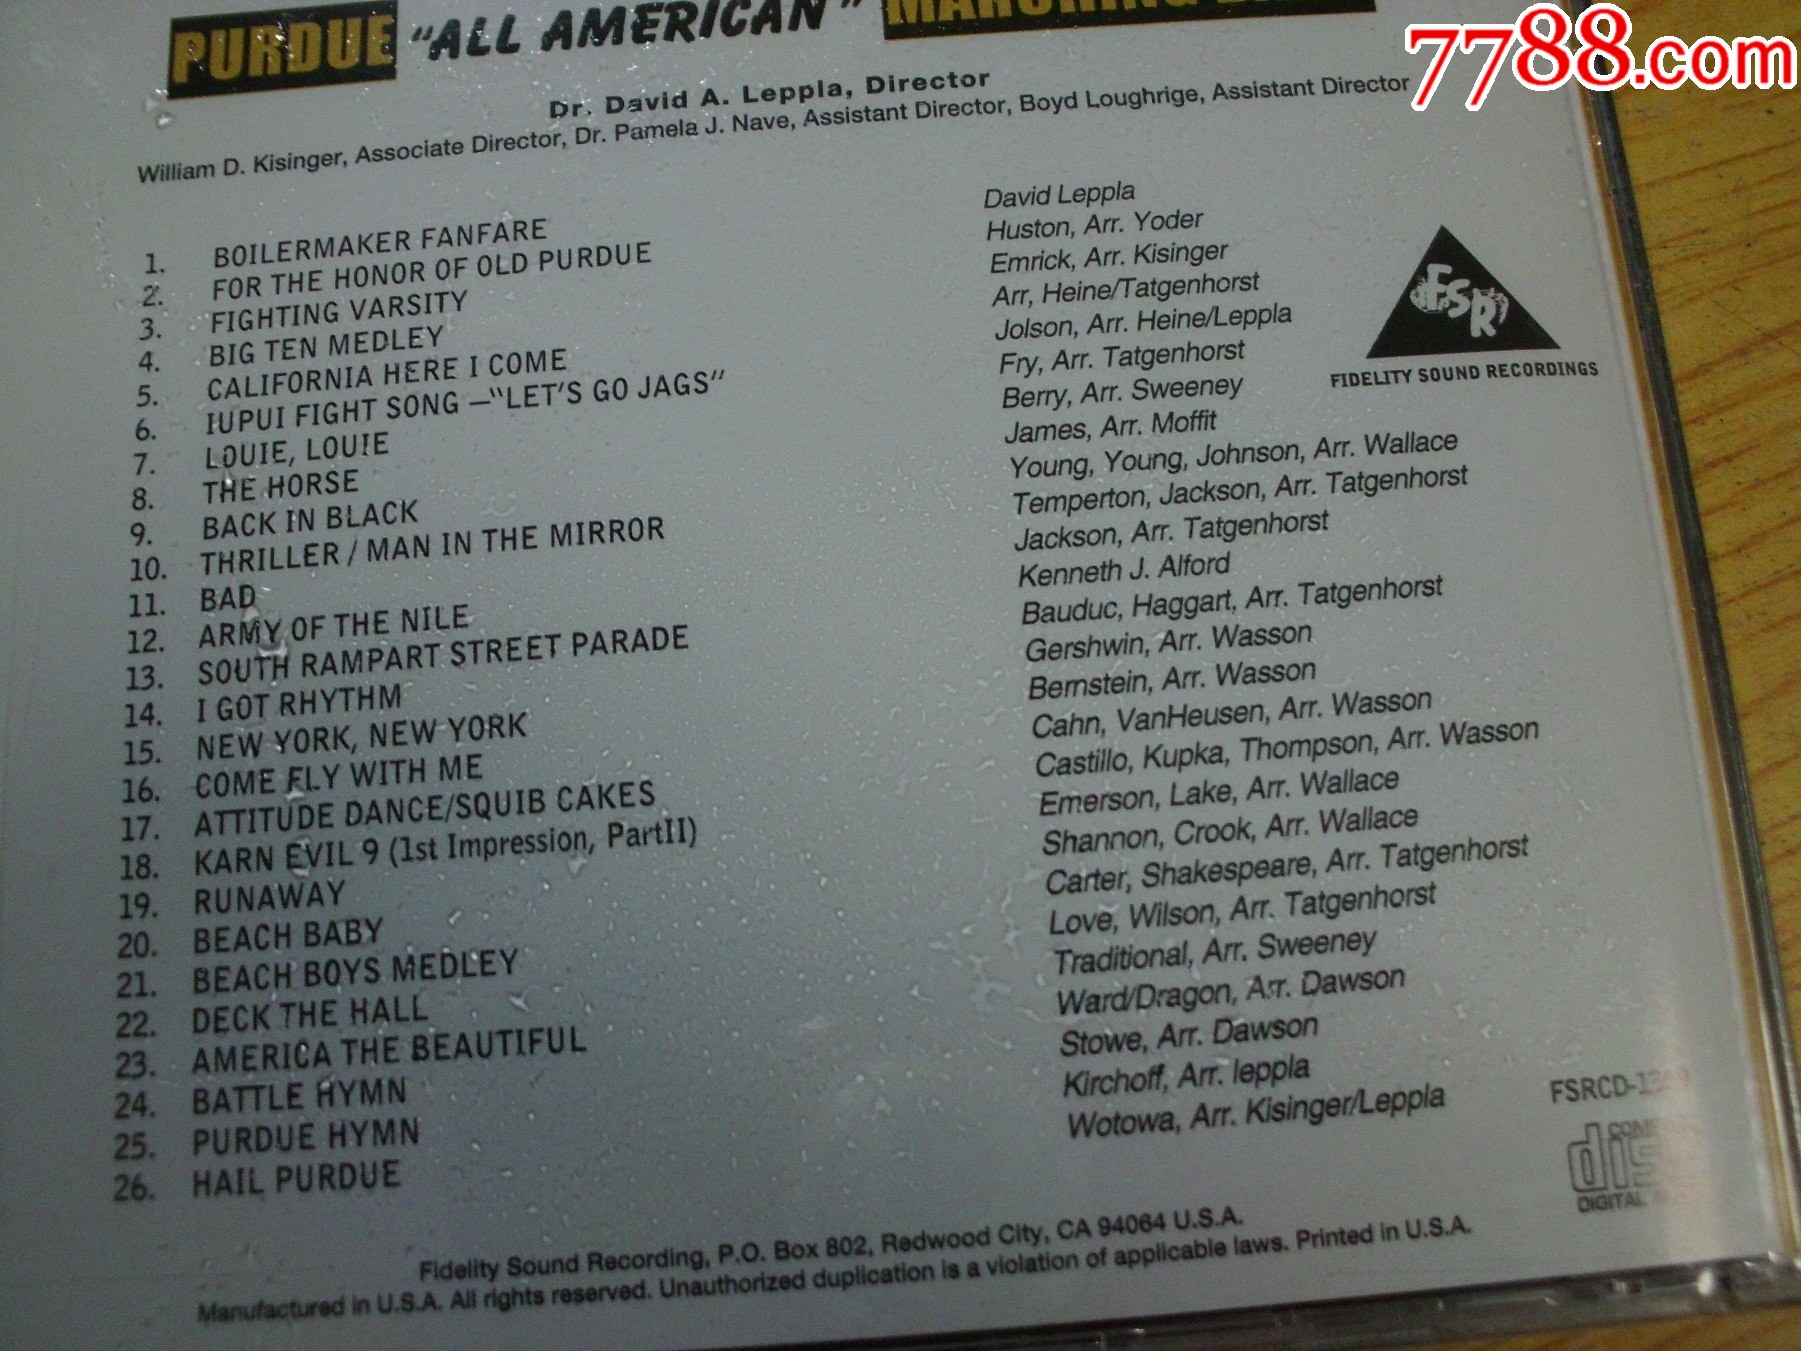 PURDUE "ALL AMERICAN" MARCHING
7788.com
Dr. David A. Leppla, Director
William D. Kisinger, Associate Director, Dr. Pamela J. Nave, Assistant Director, Boyd Loughrige, Assistant Director
1. BOILERMAKER FANFARE David Leppla
2. FOR THE HONOR OF OLD PURDUE Huston, Arr. Yoder
3. FIGHTING VARSITY Emrick, Arr. Kisinger
4. BIG TEN MEDLEY Arr, Heine/Tatgenhorst
5. CALIFORNIA HERE I COME Jolson, Arr. Heine/Leppla
6. IUPUI FIGHT SONG –"LET'S GO JAGS" Fry, Arr. Tatgenhorst
7. LOUIE, LOUIE Berry, Arr. Sweeney
8. THE HORSE James, Arr. Moffit
9. BACK IN BLACK Young, Young, Johnson, Arr. Wallace
10. THRILLER / MAN IN THE MIRROR Temperton, Jackson, Arr. Tatgenhorst
11. BAD Jackson, Arr. Tatgenhorst
12. ARMY OF THE NILE Kenneth J. Alford
13. SOUTH RAMPART STREET PARADE Bauduc, Haggart, Arr. Tatgenhorst
14. I GOT RHYTHM Gershwin, Arr. Wasson
15. NEW YORK, NEW YORK Bernstein, Arr. Wasson
16. COME FLY WITH ME Cahn, VanHeusen, Arr. Wasson
17. ATTITUDE DANCE/SQUIB CAKES Castillo, Kupka, Thompson, Arr. Wasson
18. KARN EVIL 9 (1st Impression, PartII) Emerson, Lake, Arr. Wallace
19. RUNAWAY Shannon, Crook, Arr. Wallace
20. BEACH BABY Carter, Shakespeare, Arr. Tatgenhorst
21. BEACH BOYS MEDLEY Love, Wilson, Arr. Tatgenhorst
22. DECK THE HALL Traditional, Arr. Sweeney
23. AMERICA THE BEAUTIFUL Ward/Dragon, Arr. Dawson
24. BATTLE HYMN Stowe, Arr. Dawson
25. PURDUE HYMN Kirchoff, Arr. leppla
26. HAIL PURDUE Wotowa, Arr. Kisinger/Leppla
FSR
FIDELITY SOUND RECORDINGS
DIGITAL
Fidelity Sound Recording, P.O. Box 802, Redwood City, CA 94064 U.S.A.
Manufactured in U.S.A. All rights reserved. Unauthorized duplication is a violation of applicable laws. Printed in U.S.A.